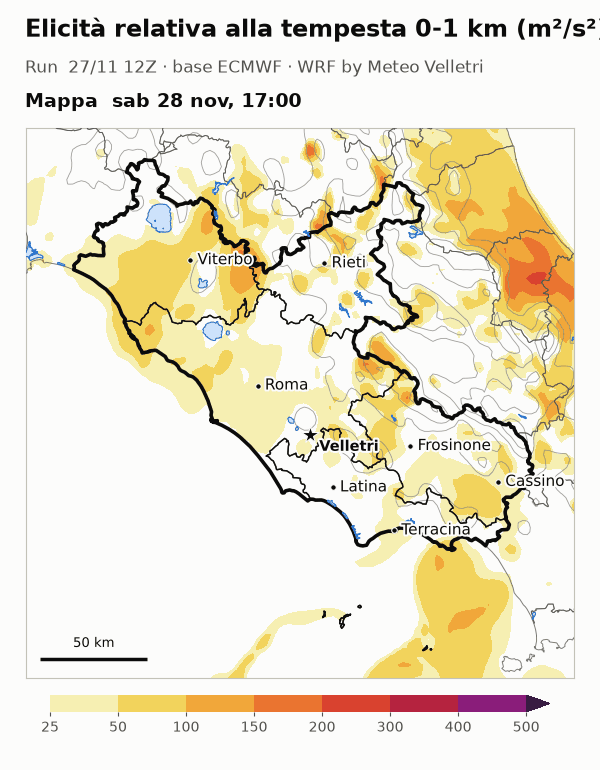 Elicità relativa alla tempesta 0-1 km (m²/s²)
Run 27/11 12Z · base ECMWF · WRF by Meteo Velletri
Mappa sab 28 nov, 17:00
Viterbo
Rieti
Roma
Velletri
Frosinone
Latina
Cassino
Terracina
50 km
25 50 100 150 200 300 400 500